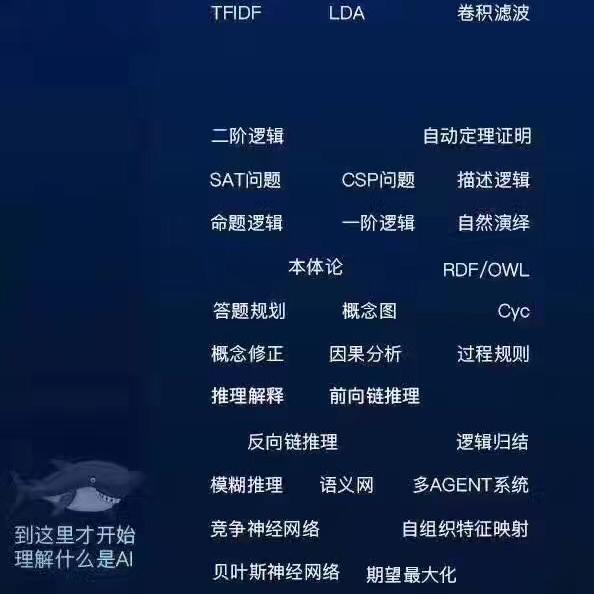 TFIDF LDA 卷积滤波
二阶逻辑 自动定理证明
SAT问题 CSP问题 描述逻辑
命题逻辑 一阶逻辑 自然演绎
本体论 RDF/OWL
答题规划 概念图 Cyc
概念修正 因果分析 过程规则
推理解释 前向链推理
反向链推理 逻辑归结
模糊推理 语义网 多AGENT系统
竞争神经网络 自组织特征映射
贝叶斯神经网络 期望最大化
到这里才开始
理解什么是AI